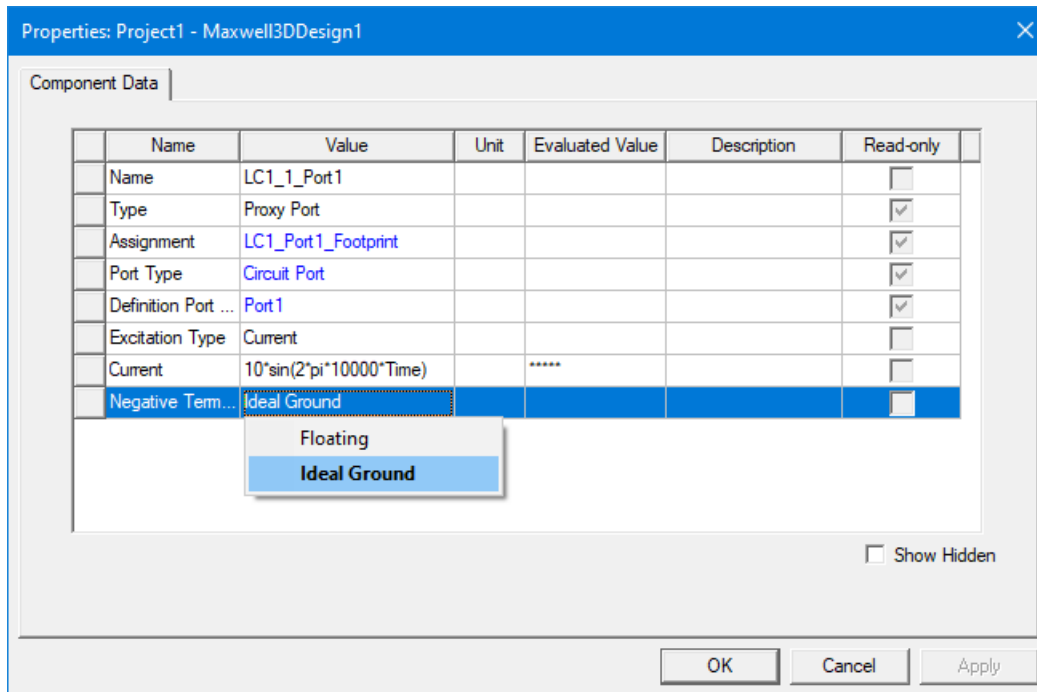 Properties: Project1 - Maxwell3DDesign1
Component Data
Name Value Unit Evaluated Value Description Read-only
Name LC1_1_Port1
Type Proxy Port
Assignment LC1_Port1_Footprint
Port Type Circuit Port
Definition Port ... Port1
Excitation Type Current
Current 10*sin(2*pi*10000*Time) *****
Negative Term... Ideal Ground
Floating
Ideal Ground
Show Hidden
OK Cancel Apply